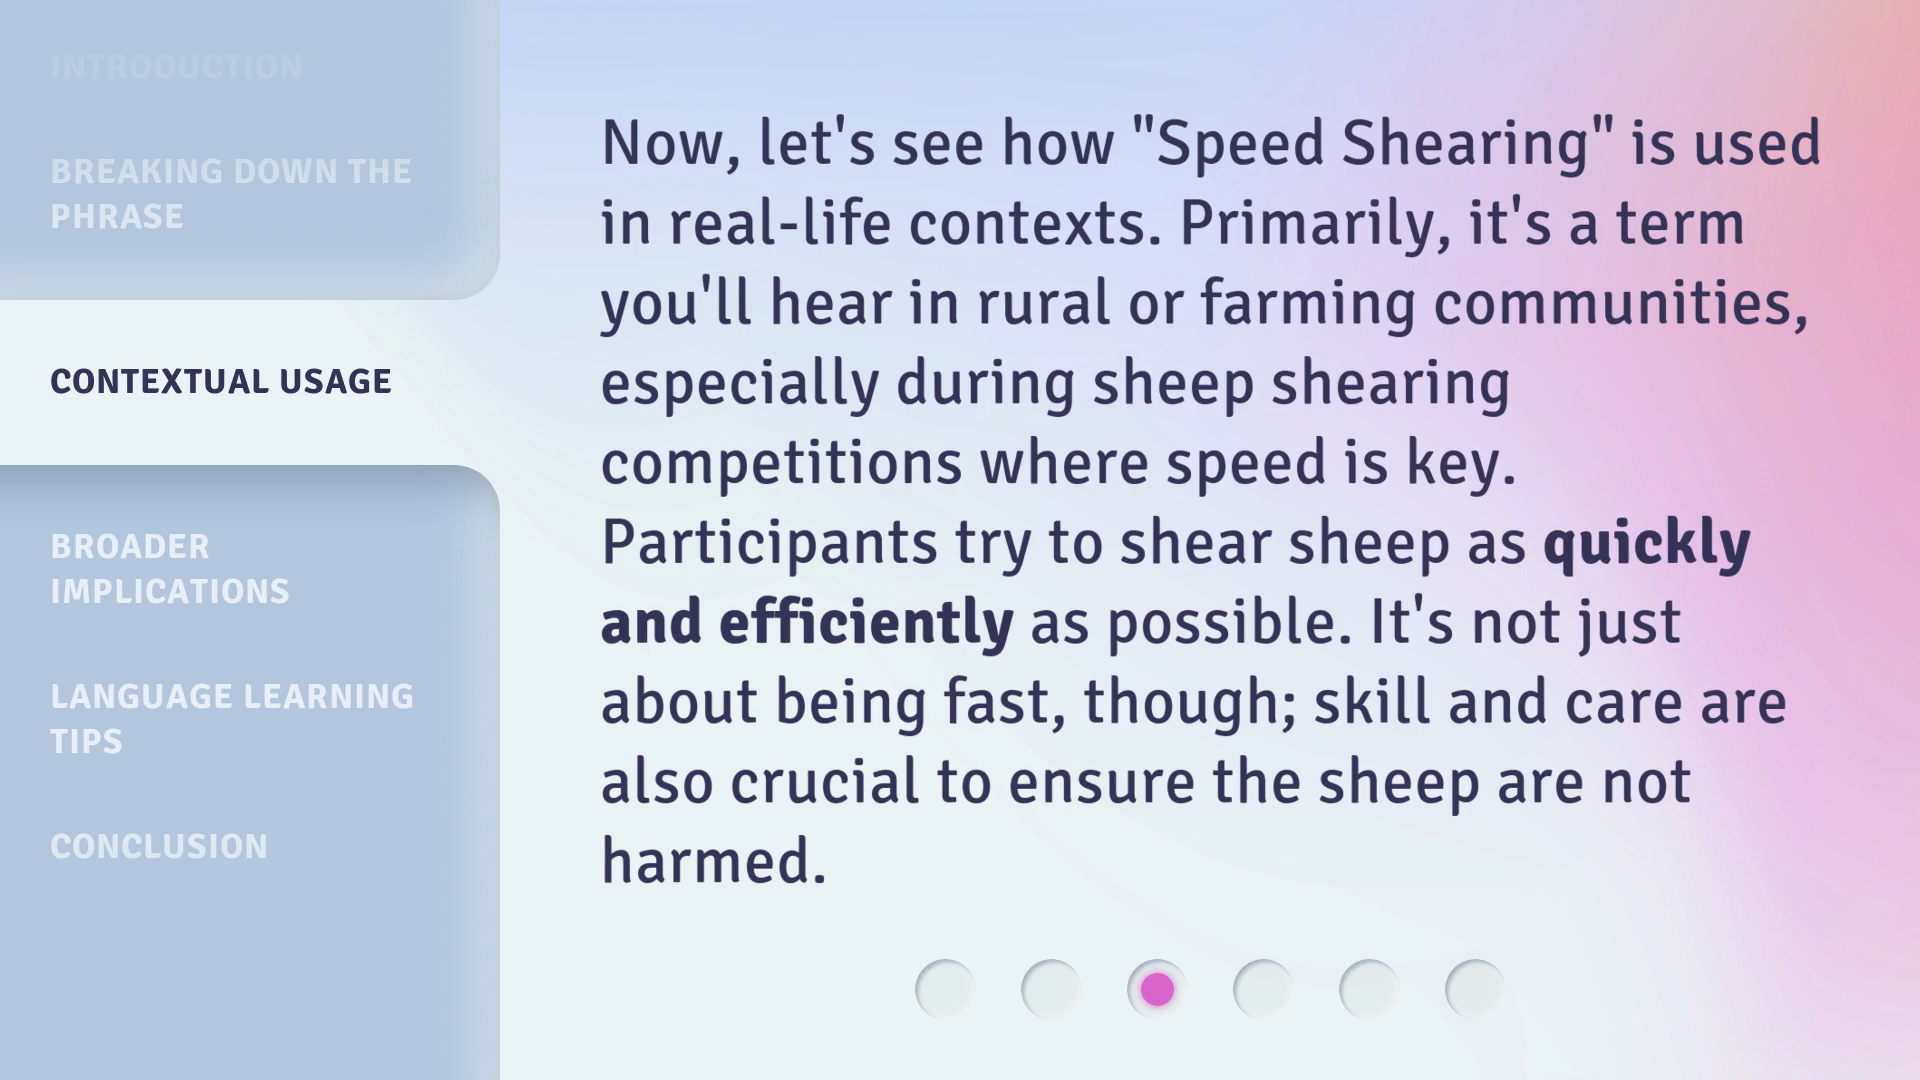 INTRODUCTION
BREAKING DOWN THE
PHRASE
CONTEXTUAL USAGE
BROADER
IMPLICATIONS
LANGUAGE LEARNING
TIPS
CONCLUSION
Now, let's see how "Speed Shearing" is used
in real-life contexts. Primarily, it's a term
you'll hear in rural or farming communities,
especially during sheep shearing
competitions where speed is key.
Participants try to shear sheep as quickly
and efficiently as possible. It's not just
about being fast, though; skill and care are
also crucial to ensure the sheep are not
harmed.